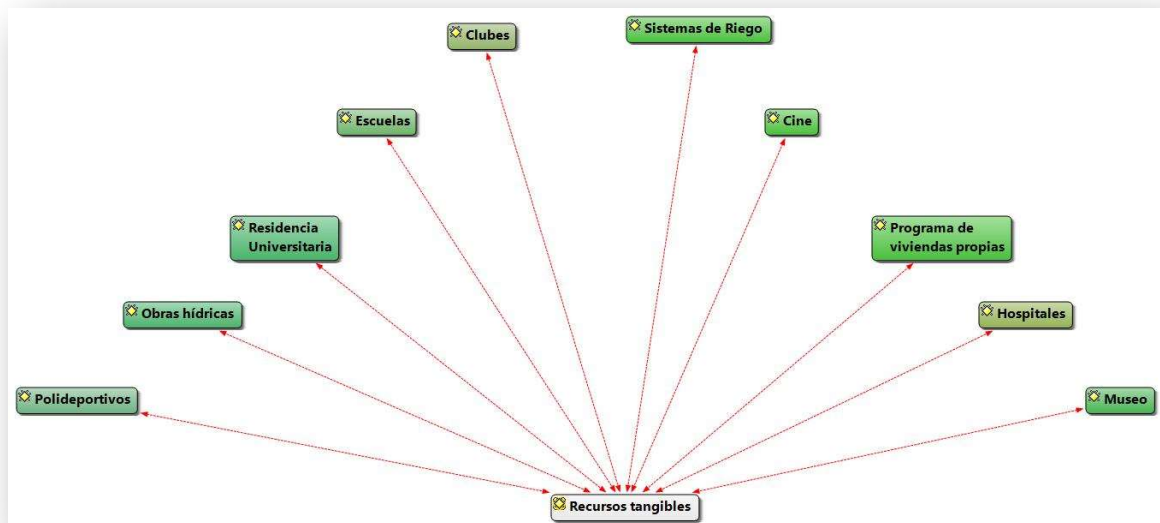 Sistemas de Riego
Clubes
Escuelas
Cine
Residencia
Universitaria
Programa de
viviendas propias
Obras hídricas
Hospitales
Polideportivos
Museo
Recursos tangibles